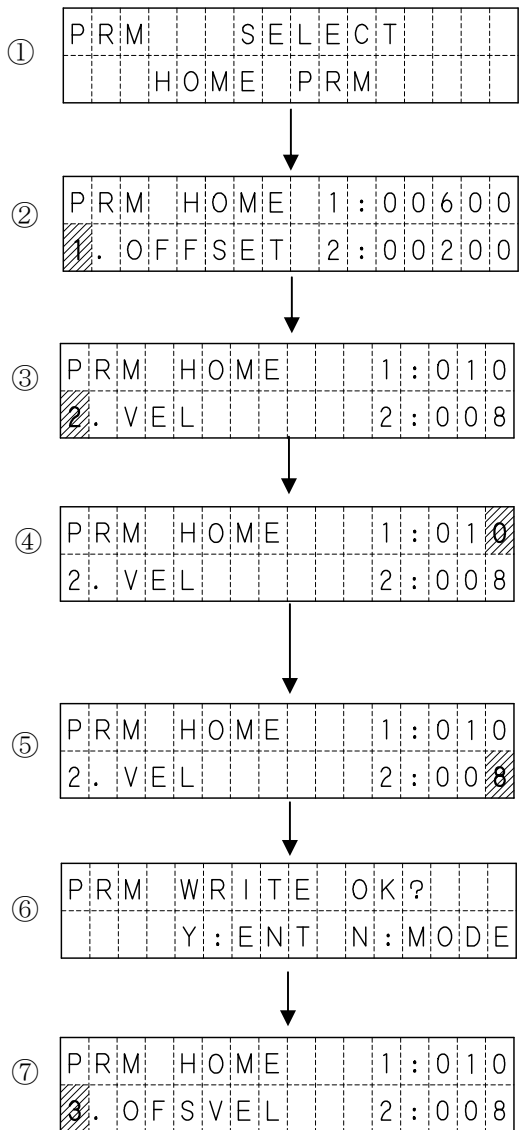 ①
PRM SELECT
HOME PRM
②
PRM HOME 1:00600
1. OFFSET 2:00200
③
PRM HOME 1:010
2. VEL 2:008
④
PRM HOME 1:010
2. VEL 2:008
⑤
PRM HOME 1:010
2. VEL 2:008
⑥
PRM WRITE OK?
Y:ENT N:MODE
⑦
PRM HOME 1:010
3. OFSVEL 2:008